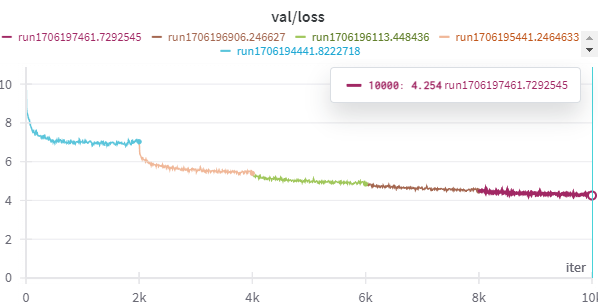 val/loss
run1706197461.7292545 run1706196906.246627 run1706196113.448436 run1706195441.2464633
run1706194441.8222718
10000: 4.254 run1706197461.7292545
10
8
6
4
2
0
iter
0 2k 4k 6k 8k 10k